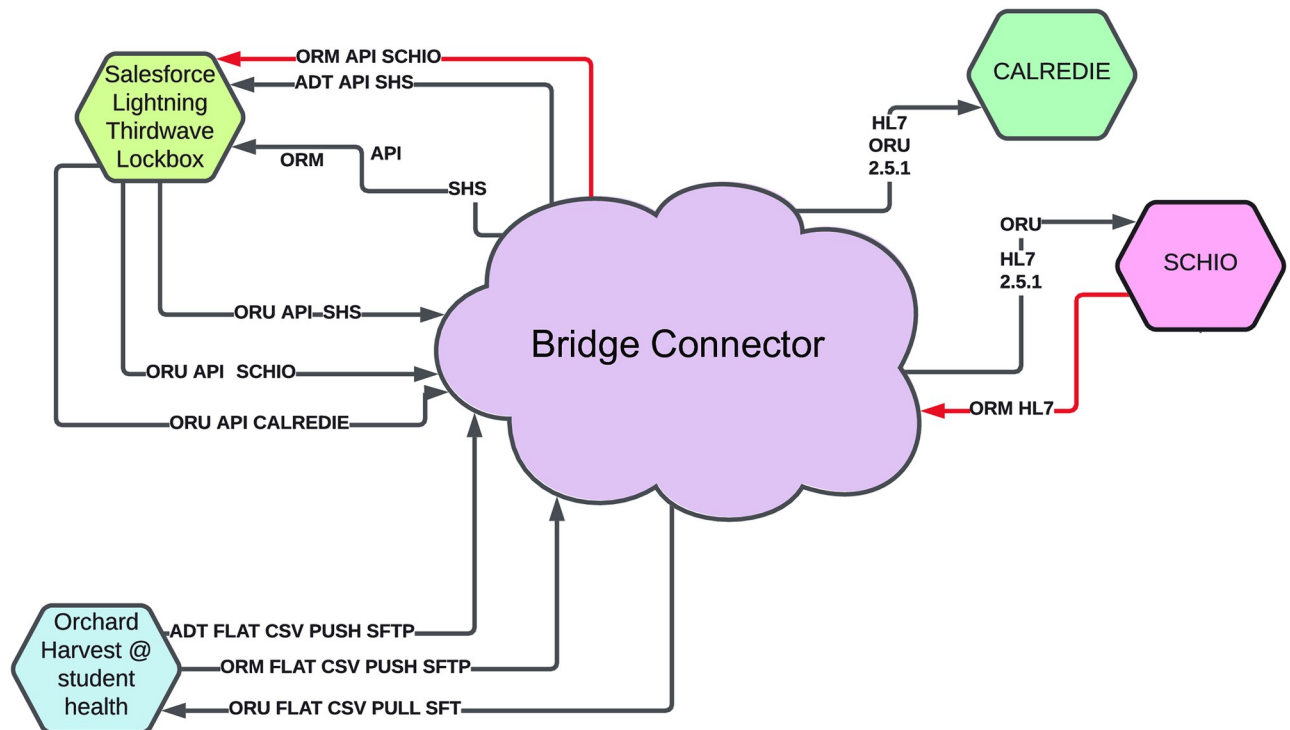 ORM API SCHIO
ADT API SHS
Salesforce
Lightning
Thirdwave
Lockbox
ORM
API
SHS
CALREDIE
HL7
ORU
2.5.1
ORU
HL7
2.5.1
SCHIO
ORU API SHS
Bridge Connector
ORU API SCHIO
ORU API CALREDIE
ORM HL7
Orchard
Harvest @
student
health
ADT FLAT CSV PUSH SFTP
ORM FLAT CSV PUSH SFTP
ORU FLAT CSV PULL SFT